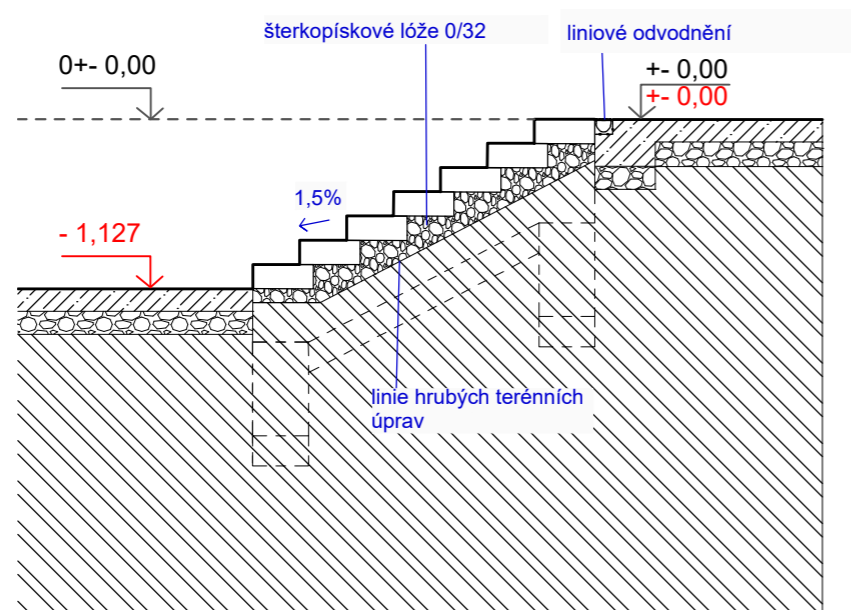 šterkopískové lóže 0/32
liniové odvodnění
0+- 0,00
+- 0,00
+- 0,00
1,5%
- 1,127
linie hrubých terénních
úprav